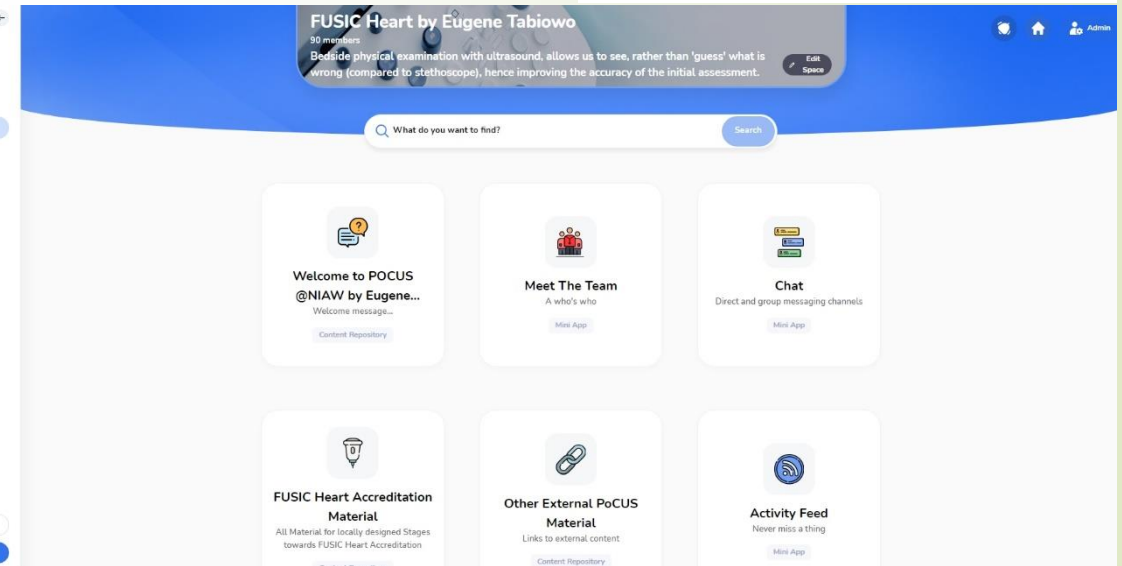 FUSIC Heart by Eugene Tabiowo
90 members
Bedside physical examination with ultrasound, allows us to see, rather than 'guess' what is
wrong (compared to stethoscope), hence improving the accuracy of the initial assessment.
Edit
Space
Admin
What do you want to find?
Search
Welcome to POCUS
@NIAW by Eugene...
Welcome message...
Content Repository
Meet The Team
A who's who
Mini App
Chat
Direct and group messaging channels
Mini App
FUSIC Heart Accreditation
Material
All Material for locally designed Stages
towards FUSIC Heart Accreditation
Other External PoCUS
Material
Links to external content
Content Repository
Activity Feed
Never miss a thing
Mini App